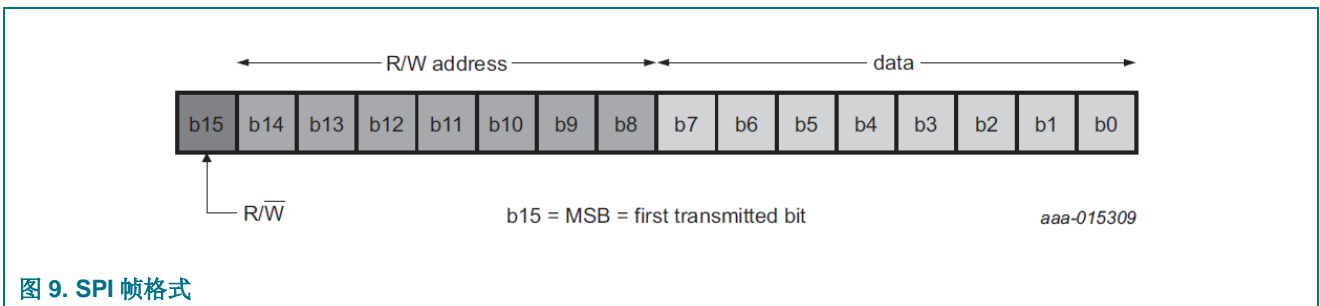 R/W address data
b15 b14 b13 b12 b11 b10 b9 b8 b7 b6 b5 b4 b3 b2 b1 b0
R/W̅ b15 = MSB = first transmitted bit aaa-015309
图 9. SPI 帧格式